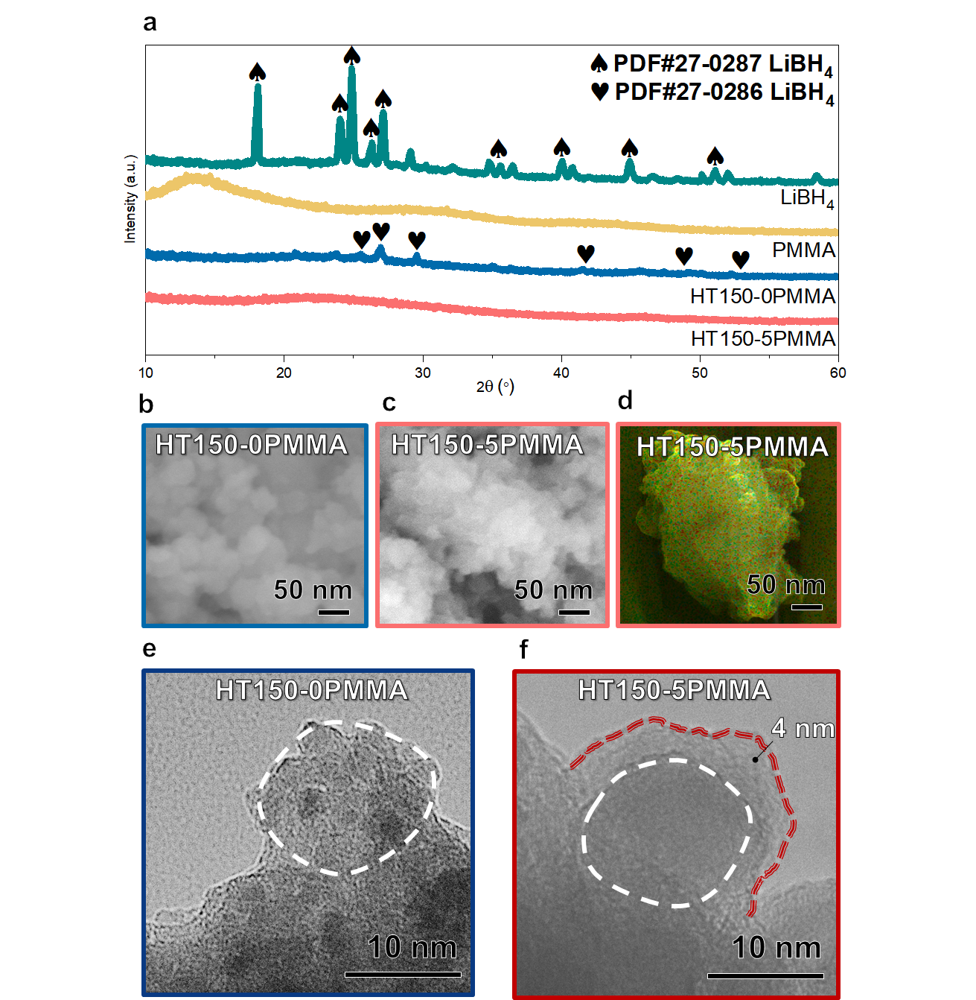 a
♠ PDF#27-0287 LiBH₄
♥ PDF#27-0286 LiBH₄
Intensity (a.u.)
LiBH₄
PMMA
HT150-0PMMA
HT150-5PMMA
10 20 30 40 50 60
2θ (°)
b
HT150-0PMMA
50 nm
c
HT150-5PMMA
50 nm
d
HT150-5PMMA
50 nm
e
HT150-0PMMA
10 nm
f
HT150-5PMMA
4 nm
10 nm